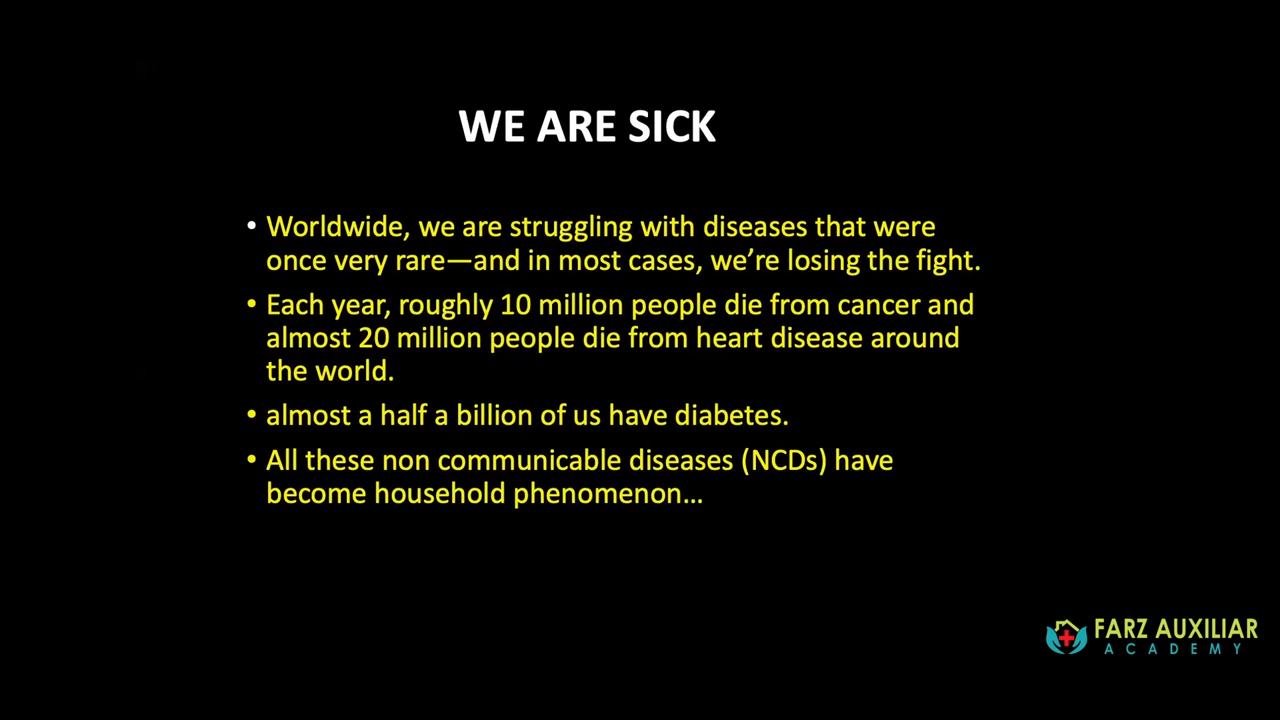 WE ARE SICK
• Worldwide, we are struggling with diseases that were
once very rare—and in most cases, we’re losing the fight.
• Each year, roughly 10 million people die from cancer and
almost 20 million people die from heart disease around
the world.
• almost a half a billion of us have diabetes.
• All these non communicable diseases (NCDs) have
become household phenomenon…
FARZ AUXILIAR
ACADEMY